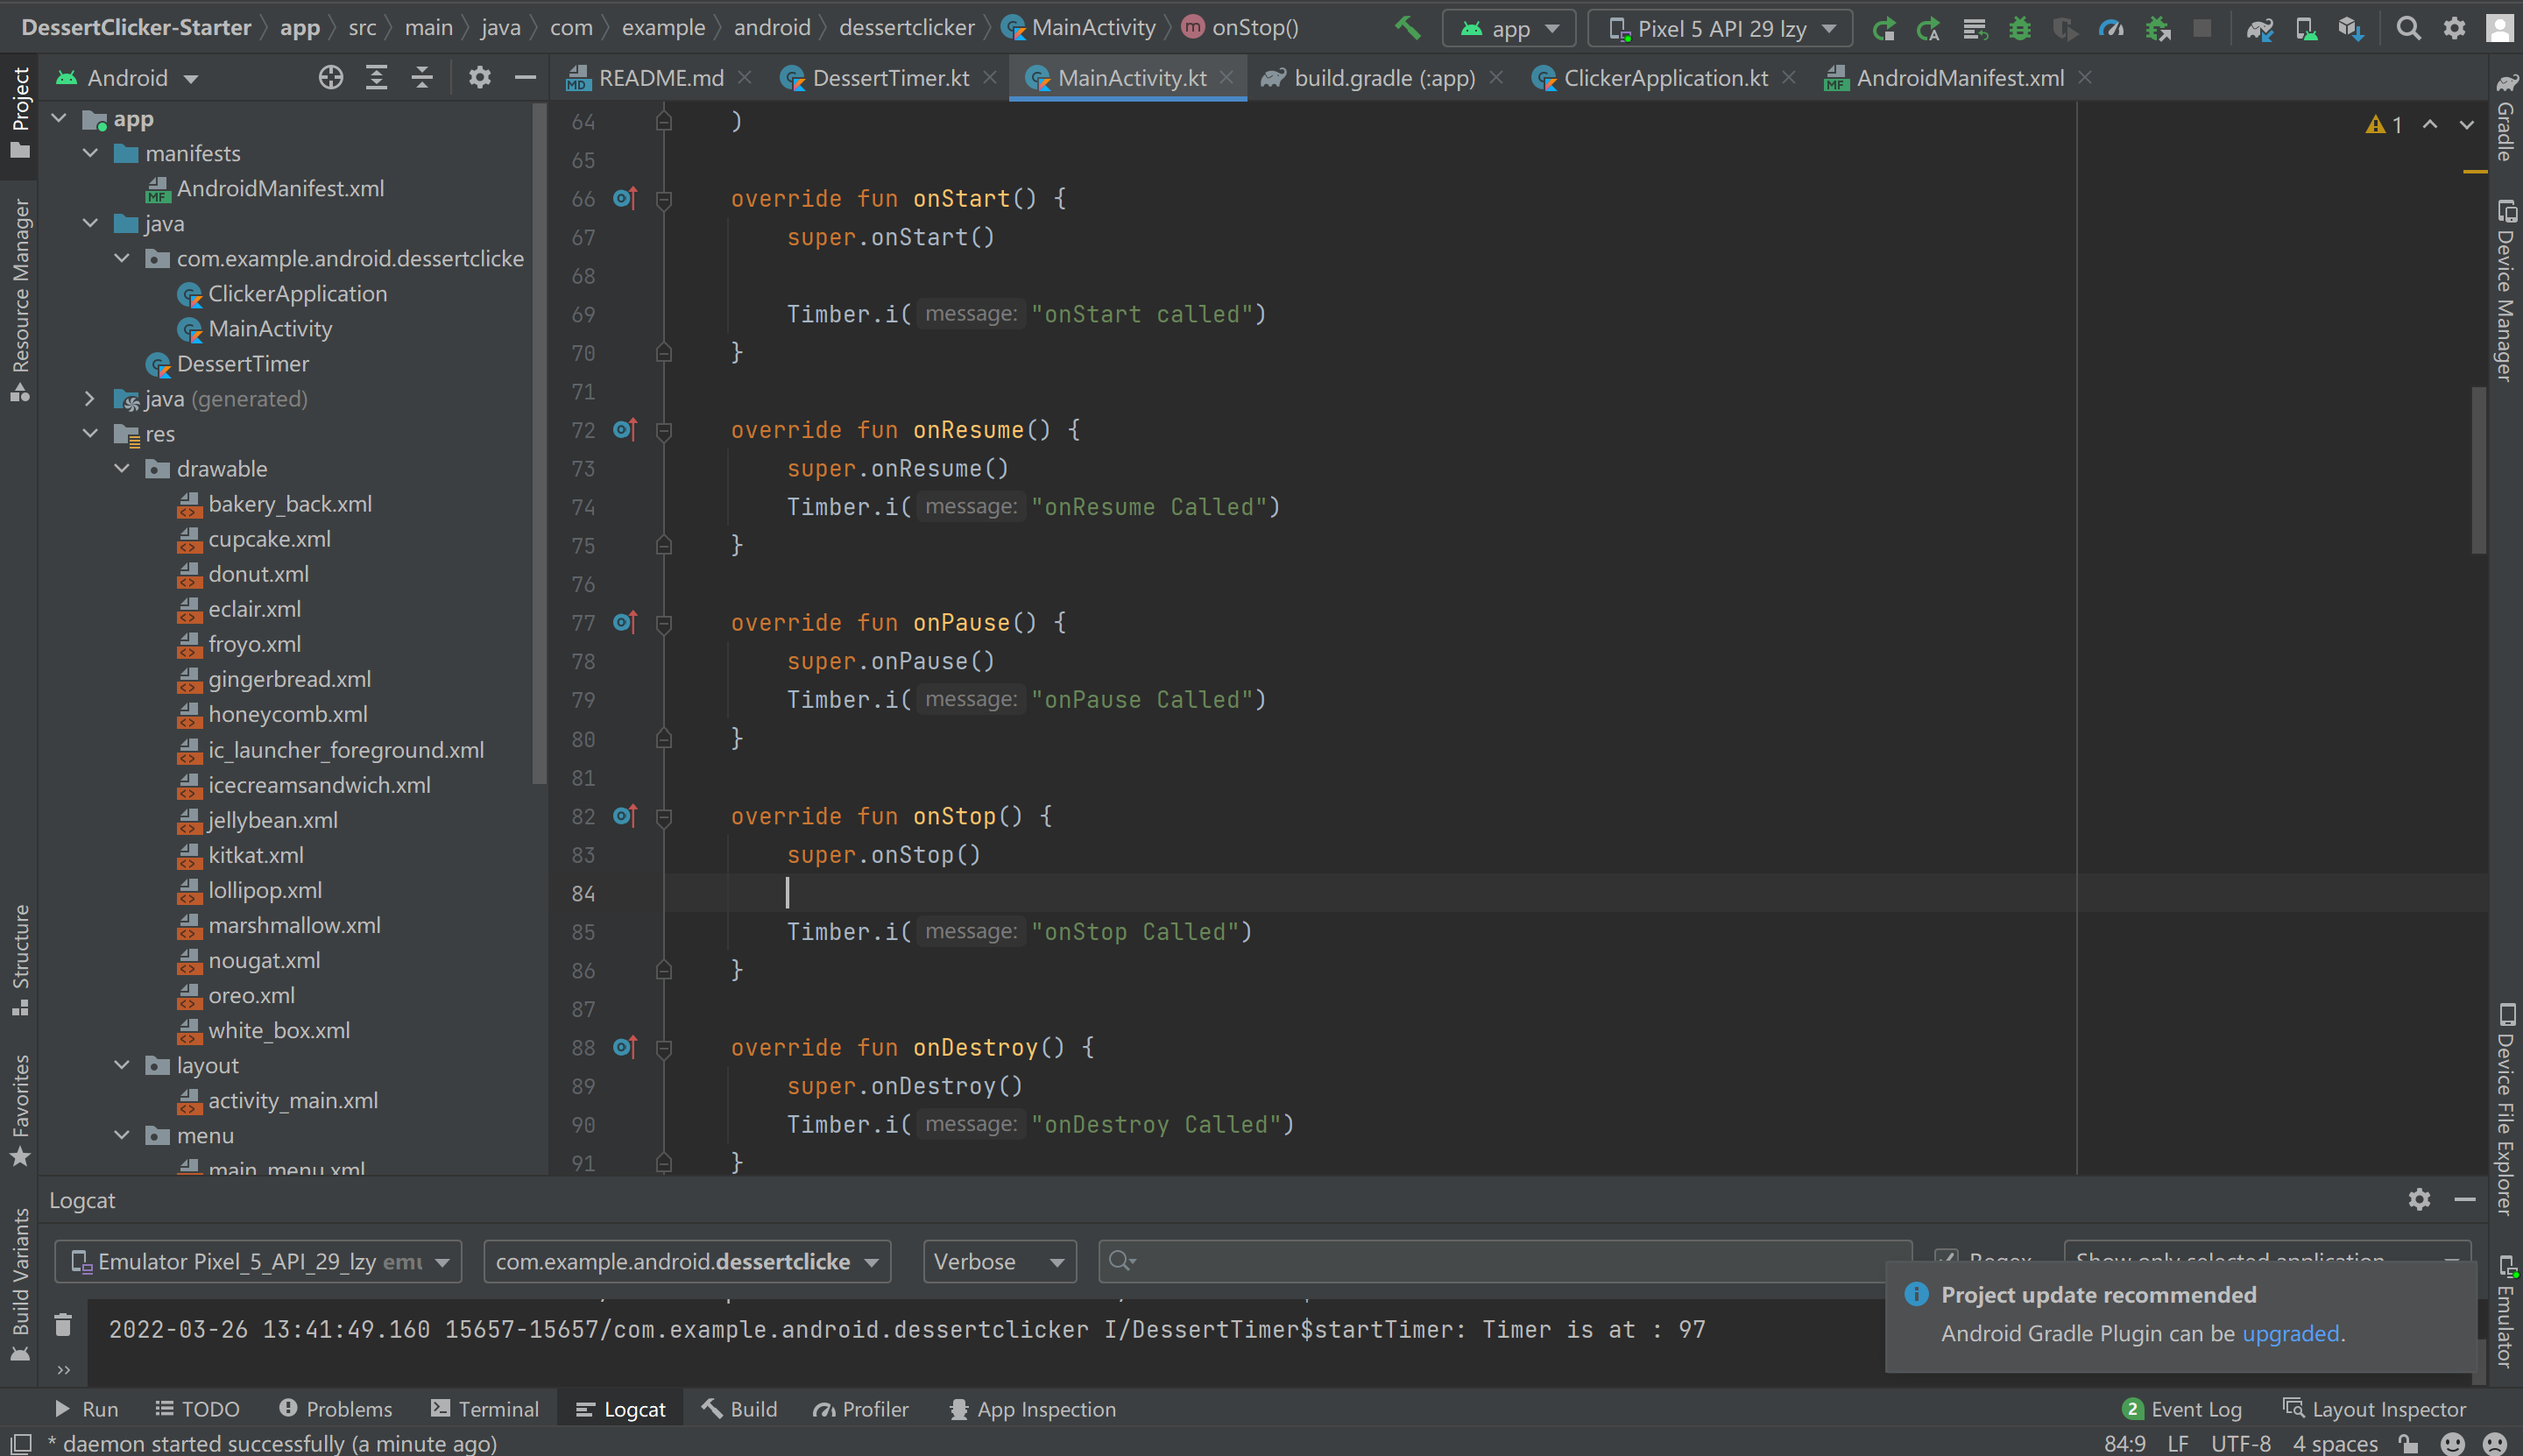 DessertClicker-Starter app src main java com example android dessertclicker MainActivity onStop() app Pixel 5 API 29 lzy
Project
Resource Manager
Structure
Favorites
Build Variants
Android
README.md DessertTimer.kt MainActivity.kt build.gradle (:app) ClickerApplication.kt AndroidManifest.xml
app
manifests
AndroidManifest.xml
java
com.example.android.dessertclicke
ClickerApplication
MainActivity
DessertTimer
java (generated)
res
drawable
bakery_back.xml
cupcake.xml
donut.xml
eclair.xml
froyo.xml
gingerbread.xml
honeycomb.xml
ic_launcher_foreground.xml
icecreamsandwich.xml
jellybean.xml
kitkat.xml
lollipop.xml
marshmallow.xml
nougat.xml
oreo.xml
white_box.xml
layout
activity_main.xml
menu
main_menu.xml
1
64 )
65
66 override fun onStart() {
67 super.onStart()
68
69 Timber.i( message: "onStart called")
70 }
71
72 override fun onResume() {
73 super.onResume()
74 Timber.i( message: "onResume Called")
75 }
76
77 override fun onPause() {
78 super.onPause()
79 Timber.i( message: "onPause Called")
80 }
81
82 override fun onStop() {
83 super.onStop()
84
85 Timber.i( message: "onStop Called")
86 }
87
88 override fun onDestroy() {
89 super.onDestroy()
90 Timber.i( message: "onDestroy Called")
91 }
Gradle
Device Manager
Device File Explorer
Emulator
Logcat
Emulator Pixel_5_API_29_lzy emu com.example.android.dessertclicke Verbose Regex Show only selected application
2022-03-26 13:41:49.160 15657-15657/com.example.android.dessertclicker I/DessertTimer$startTimer: Timer is at : 97
Project update recommended
Android Gradle Plugin can be upgraded.
Run TODO Problems Terminal Logcat Build Profiler App Inspection 2 Event Log Layout Inspector
* daemon started successfully (a minute ago) 84:9 LF UTF-8 4 spaces